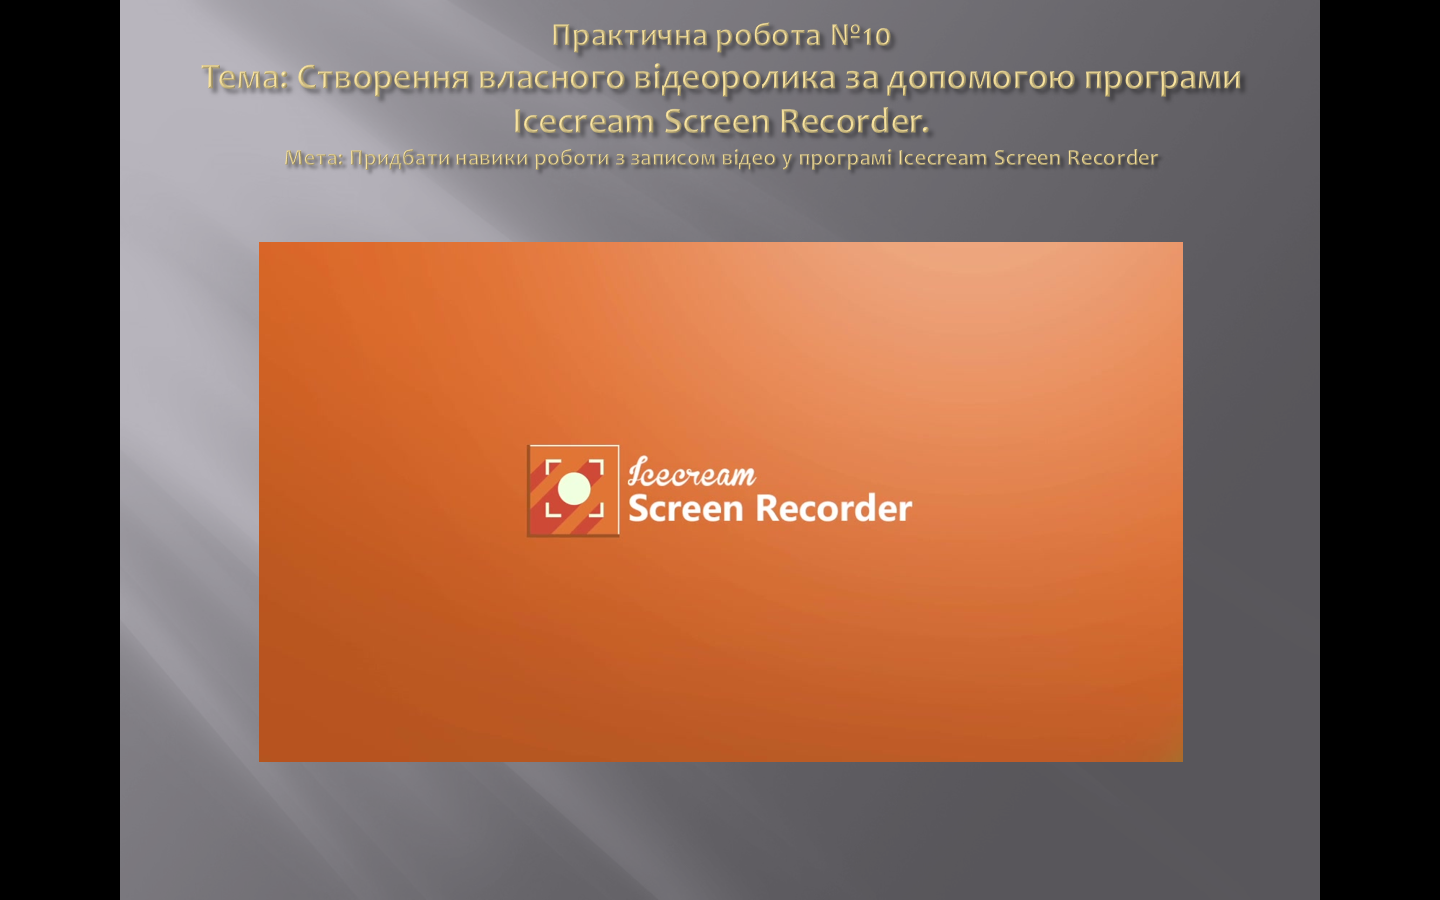 Практична робота №10
Тема: Створення власного відеоролика за допомогою програми
Icecream Screen Recorder.
Мета: Придбати навики роботи з записом відео у програмі Icecream Screen Recorder
Icecream
Screen Recorder